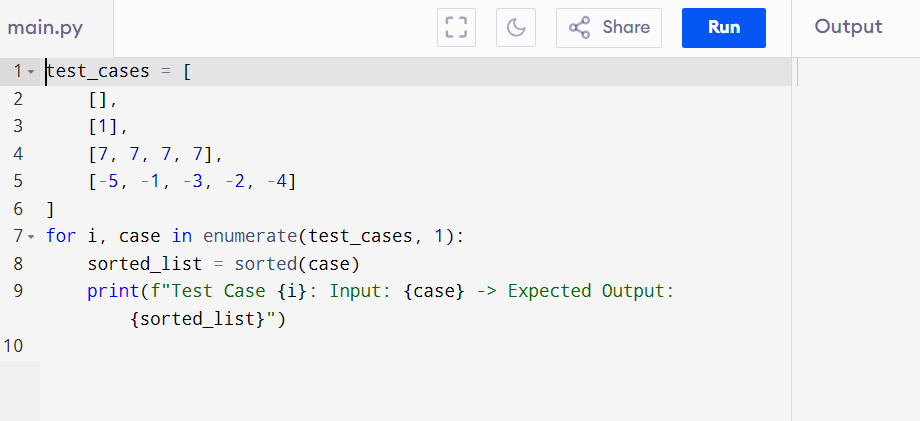 main.py Share Run Output
1 test_cases = [
2     [],
3     [1],
4     [7, 7, 7, 7],
5     [-5, -1, -3, -2, -4]
6 ]
7 for i, case in enumerate(test_cases, 1):
8     sorted_list = sorted(case)
9     print(f"Test Case {i}: Input: {case} -> Expected Output:
        {sorted_list}")
10